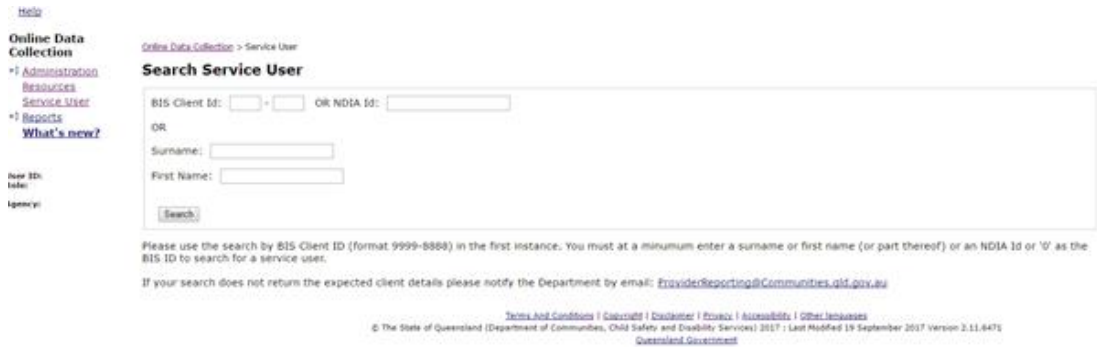 Help
Online Data
Collection
Administration
Resources
Service User
Reports
What's new?
User ID:
Role:
Agency:
Online Data Collection > Service User
Search Service User
BIS Client Id: - OR NDIA Id:
OR
Surname:
First Name:
Search
Please use the search by BIS Client ID (format 9999-8888) in the first instance. You must at a minumum enter a surname or first name (or part thereof) or an NDIA Id or '0' as the
BIS ID to search for a service user.
If your search does not return the expected client details please notify the Department by email: ProviderReporting@Communities.qld.gov.au
Terms And Conditions | Copyright | Disclaimer | Privacy | Accessibility | Other languages
© The State of Queensland (Department of Communities, Child Safety and Disability Services) 2017 : Last Modified 19 September 2017 Version 2.11.6471
Queensland Government